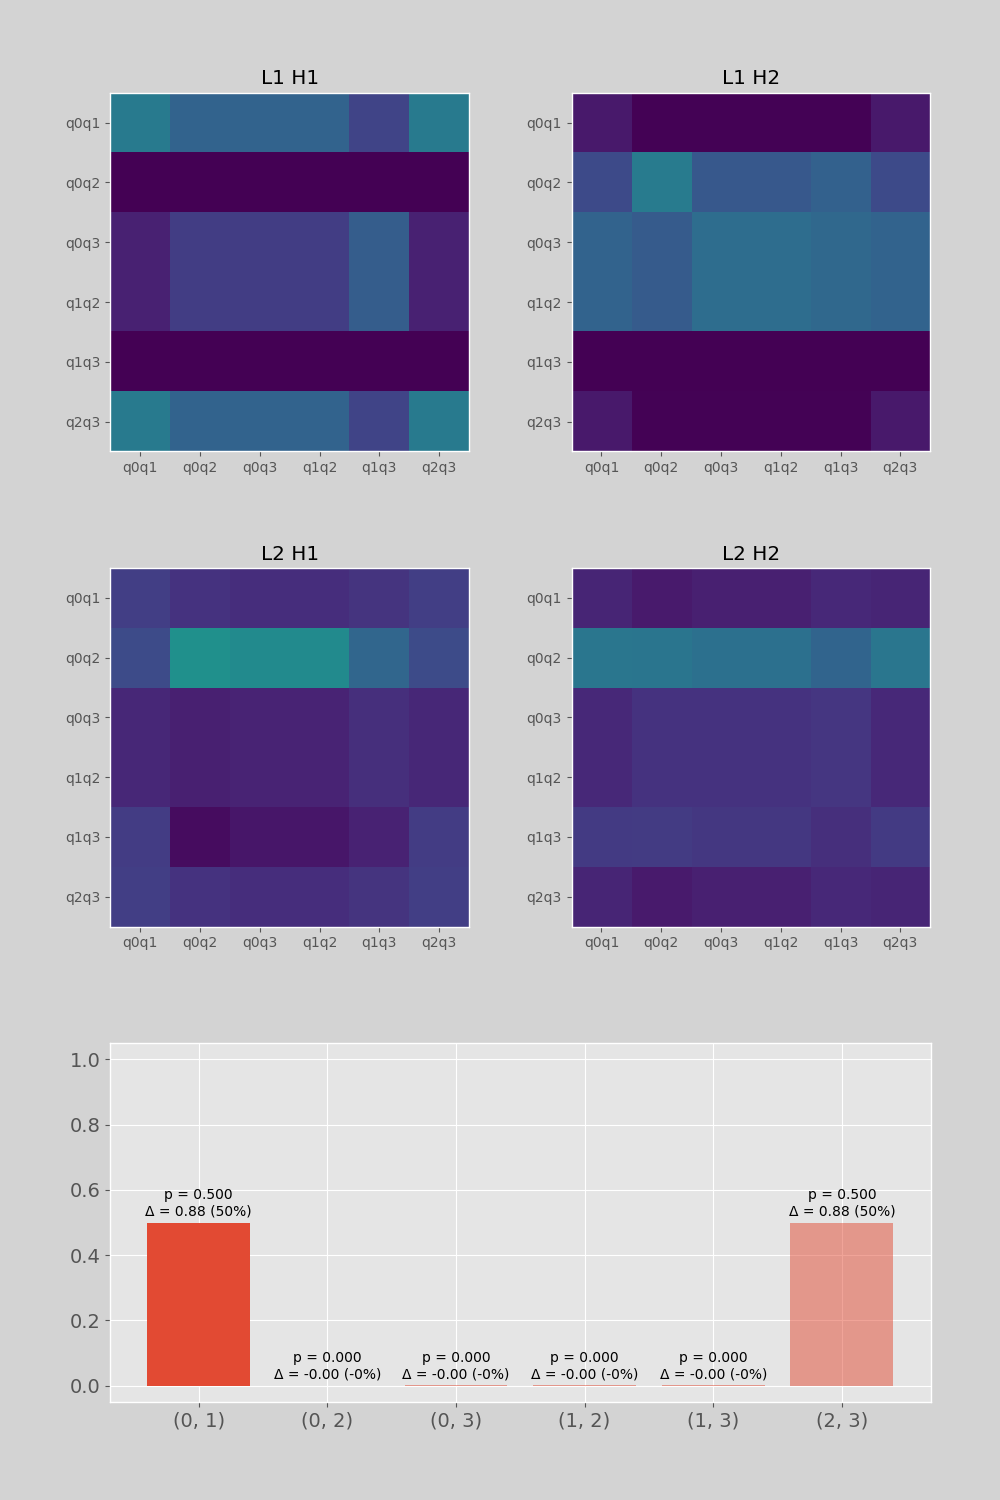 L1 H1
L1 H2
q0q1
q0q2
q0q3
q1q2
q1q3
q2q3
q0q1 q0q2 q0q3 q1q2 q1q3 q2q3
q0q1
q0q2
q0q3
q1q2
q1q3
q2q3
q0q1 q0q2 q0q3 q1q2 q1q3 q2q3
L2 H1
L2 H2
q0q1
q0q2
q0q3
q1q2
q1q3
q2q3
q0q1 q0q2 q0q3 q1q2 q1q3 q2q3
q0q1
q0q2
q0q3
q1q2
q1q3
q2q3
q0q1 q0q2 q0q3 q1q2 q1q3 q2q3
1.0
0.8
0.6
0.4
0.2
0.0
p = 0.500
Δ = 0.88 (50%)
p = 0.000
Δ = -0.00 (-0%)
p = 0.000
Δ = -0.00 (-0%)
p = 0.000
Δ = -0.00 (-0%)
p = 0.000
Δ = -0.00 (-0%)
p = 0.500
Δ = 0.88 (50%)
(0, 1) (0, 2) (0, 3) (1, 2) (1, 3) (2, 3)